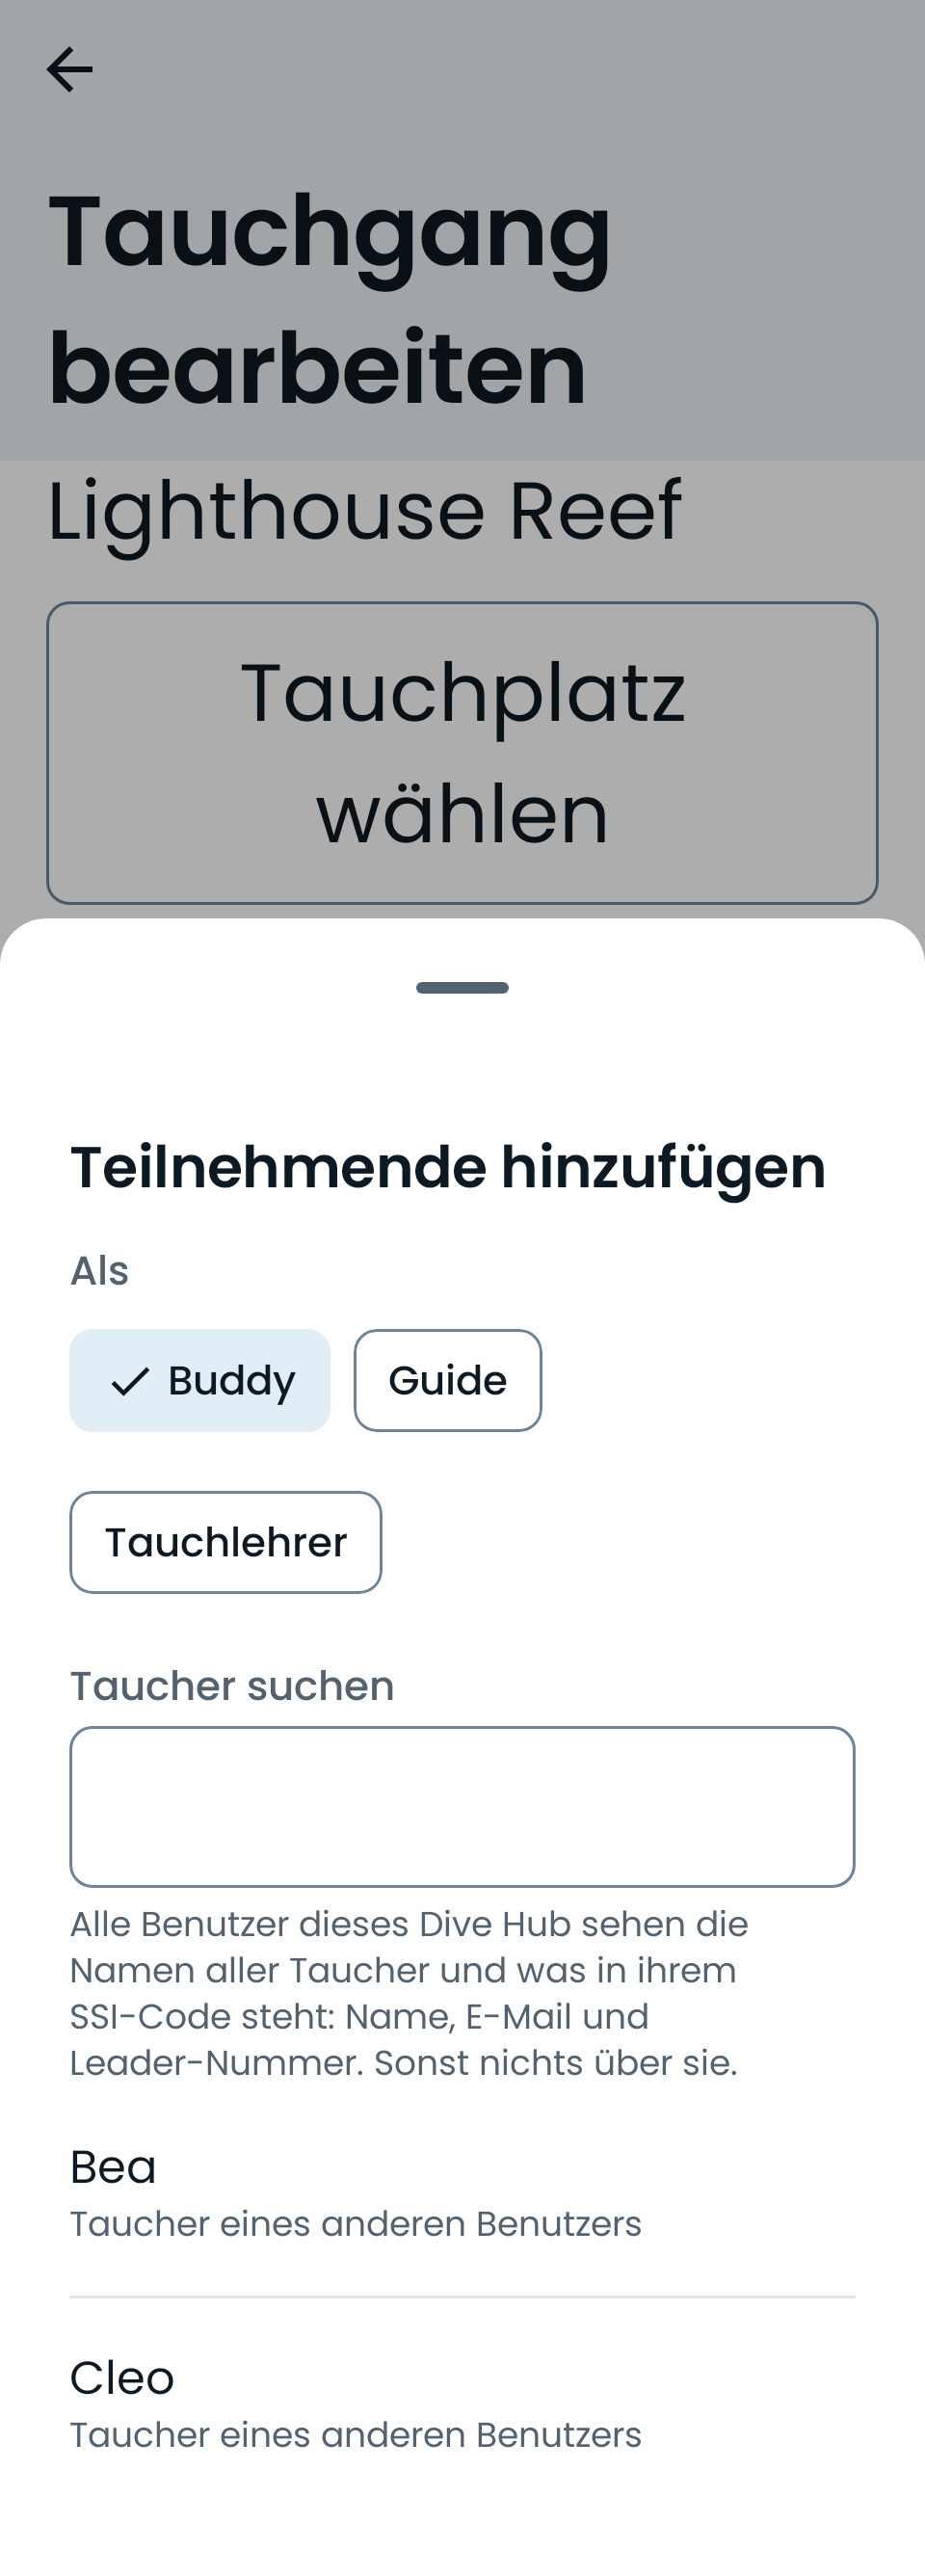 Tauchgang
bearbeiten
Lighthouse Reef
Tauchplatz
wählen
Teilnehmende hinzufügen
Als
Buddy
Guide
Tauchlehrer
Taucher suchen
Alle Benutzer dieses Dive Hub sehen die
Namen aller Taucher und was in ihrem
SSI-Code steht: Name, E-Mail und
Leader-Nummer. Sonst nichts über sie.
Bea
Taucher eines anderen Benutzers
Cleo
Taucher eines anderen Benutzers